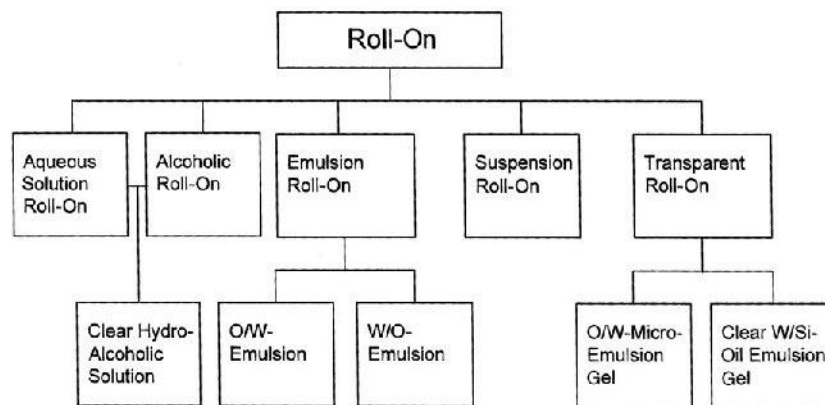 Roll-On
Aqueous
Solution
Roll-On
Alcoholic
Roll-On
Emulsion
Roll-On
Suspension
Roll-On
Transparent
Roll-On
Clear Hydro-
Alcoholic
Solution
O/W-
Emulsion
W/O-
Emulsion
O/W-Micro-
Emulsion
Gel
Clear W/Si-
Oil Emulsion
Gel